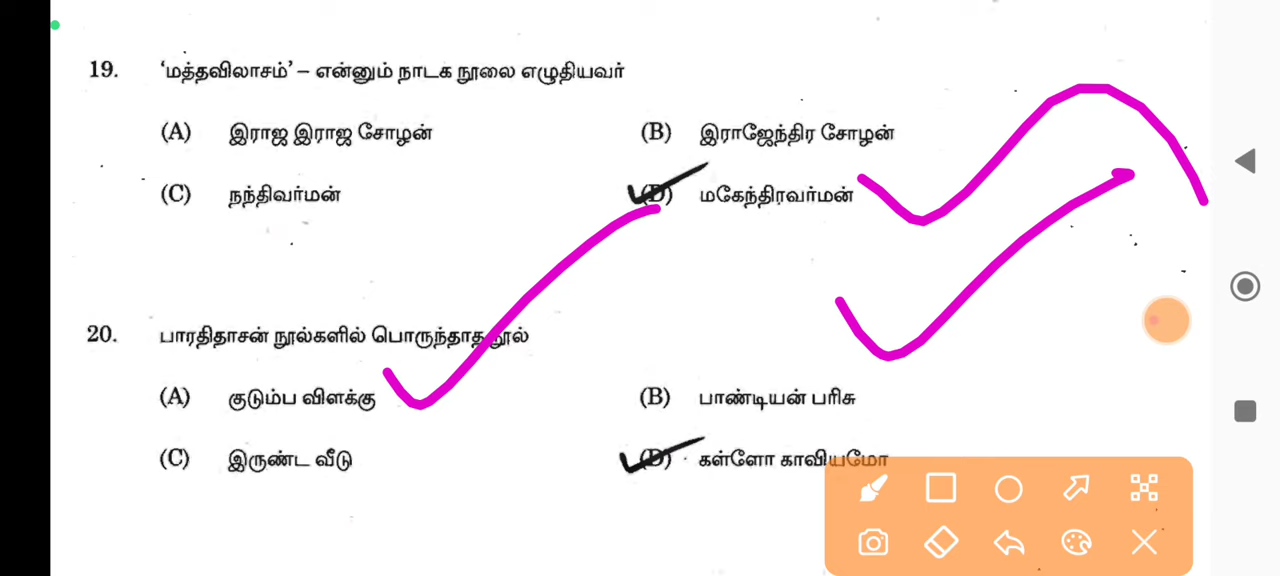 19. 'மத்தவிலாசம்' – என்னும் நாடக நூலை எழுதியவர்
(A) இராஜ இராஜ சோழன் (B) இராஜேந்திர சோழன்
(C) நந்திவர்மன் (D) மகேந்திரவர்மன்
20. பாரதிதாசன் நூல்களில் பொருந்தாத நூல்
(A) குடும்ப விளக்கு (B) பாண்டியன் பரிசு
(C) இருண்ட வீடு (D) கள்ளோ காவியமோ